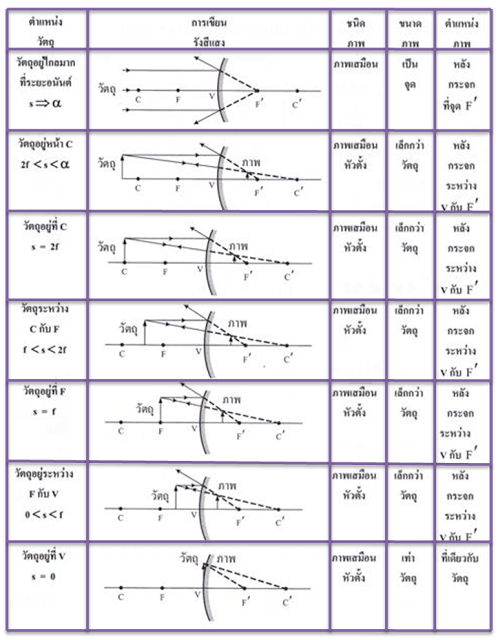 ตำแหน่ง
วัตถุ
การเขียน
รังสีแสง
ชนิด
ภาพ
ขนาด
ภาพ
ตำแหน่ง
ภาพ
วัตถุอยู่ไกลมาก
ที่ระยะอนันต์
s ⇒ α
วัตถุ
C F F′ C′
ภาพเสมือน
เป็น
จุด
หลัง
กระจก
ที่จุด F′
วัตถุอยู่หน้า C
2f < s < α
วัตถุ
ภาพ
C F V F′ C′
ภาพเสมือน
หัวตั้ง
เล็กกว่า
วัตถุ
หลัง
กระจก
ระหว่าง
V กับ F′
วัตถุอยู่ที่ C
s = 2f
วัตถุ
ภาพ
C F V F′ C′
ภาพเสมือน
หัวตั้ง
เล็กกว่า
วัตถุ
หลัง
กระจก
ระหว่าง
V กับ F′
วัตถุระหว่าง
C กับ F
f < s < 2f
วัตถุ
ภาพ
C F V F′ C′
ภาพเสมือน
หัวตั้ง
เล็กกว่า
วัตถุ
หลัง
กระจก
ระหว่าง
V กับ F′
วัตถุอยู่ที่ F
s = f
วัตถุ
ภาพ
C F V F′ C′
ภาพเสมือน
หัวตั้ง
เล็กกว่า
วัตถุ
หลัง
กระจก
ระหว่าง
V กับ F′
วัตถุอยู่ระหว่าง
F กับ V
0 < s < f
วัตถุ
ภาพ
C F V F′ C′
ภาพเสมือน
หัวตั้ง
เล็กกว่า
วัตถุ
หลัง
กระจก
ระหว่าง
V กับ F′
วัตถุอยู่ที่ V
s = 0
วัตถุ
ภาพ
C F V F′ C′
ภาพเสมือน
หัวตั้ง
เท่า
วัตถุ
ที่เดียวกับ
วัตถุ